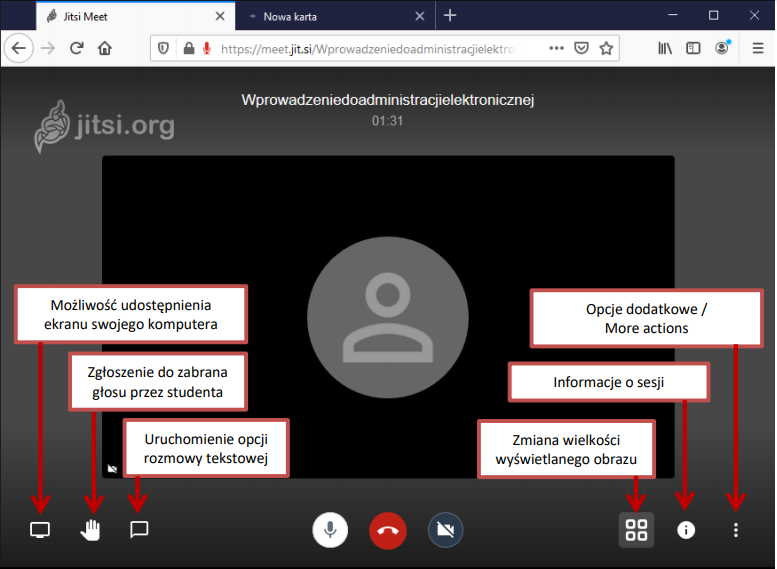 Jitsi Meet
Nowa karta
https://meet.jit.si/Wprowadzeniedoadministracjielektro
Wprowadzeniedoadministracjielektronicznej
01:31
jitsi.org
Możliwość udostępnienia
ekranu swojego komputera
Opcje dodatkowe /
More actions
Zgłoszenie do zabrana
głosu przez studenta
Informacje o sesji
Uruchomienie opcji
rozmowy tekstowej
Zmiana wielkości
wyświetlanego obrazu